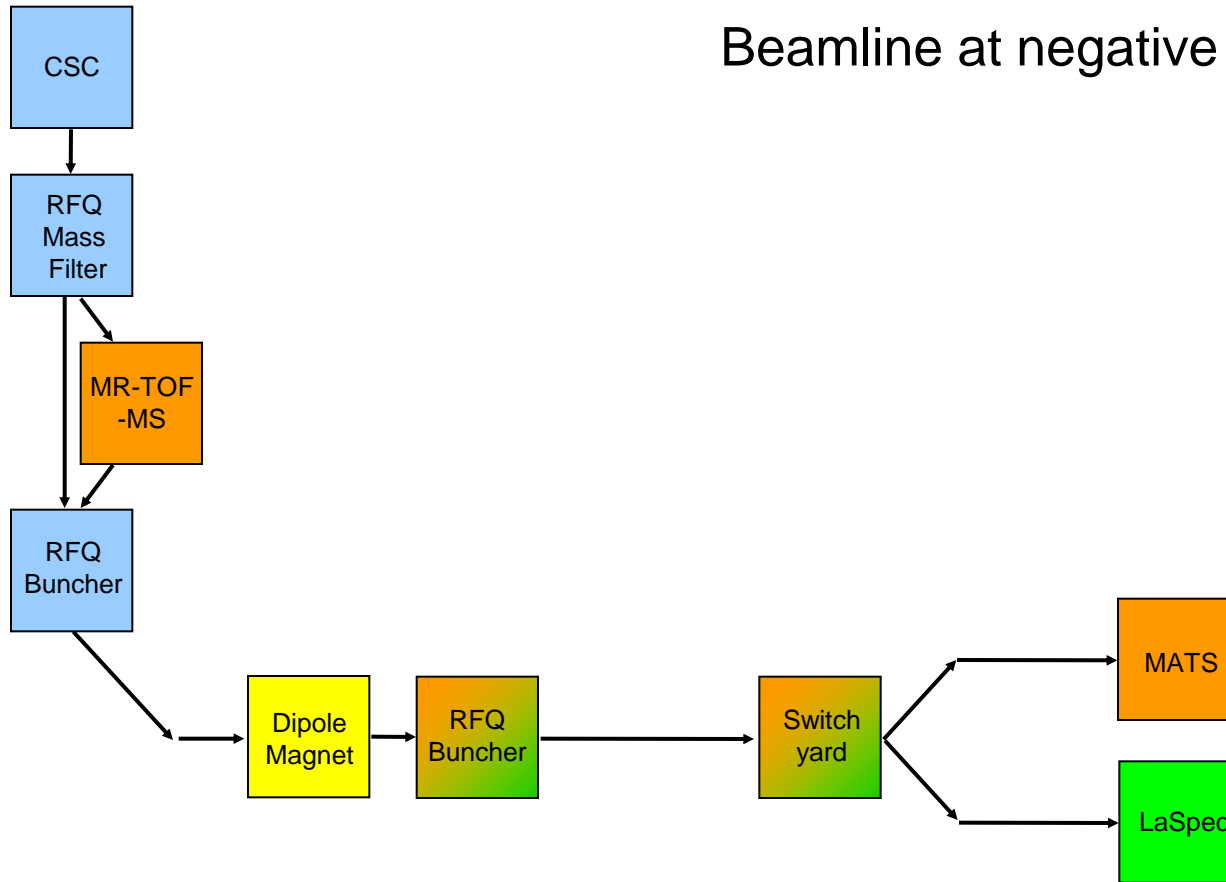 Beamline at negative
CSC
RFQ
Mass
Filter
MR-TOF
-MS
RFQ
Buncher
Dipole
Magnet
RFQ
Buncher
Switch
yard
MATS
LaSpec